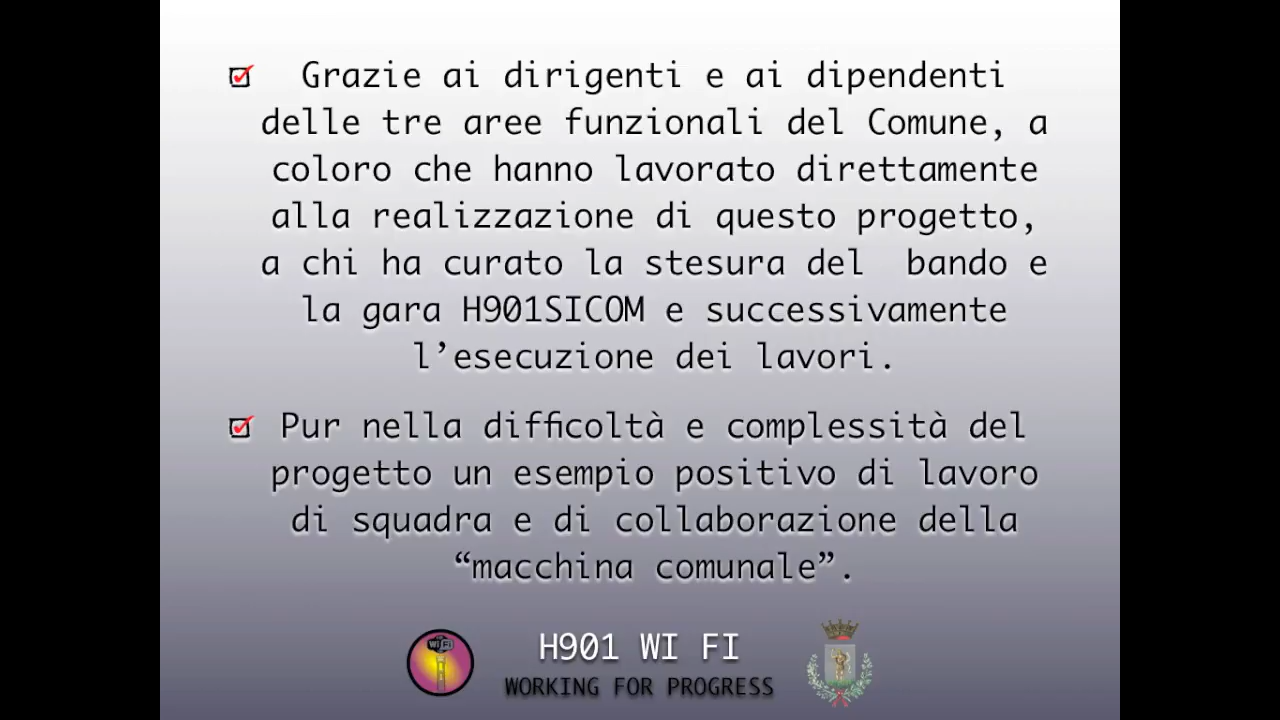 Grazie ai dirigenti e ai dipendenti
delle tre aree funzionali del Comune, a
coloro che hanno lavorato direttamente
alla realizzazione di questo progetto,
a chi ha curato la stesura del bando e
la gara H901SICOM e successivamente
l’esecuzione dei lavori.
Pur nella difficoltà e complessità del
progetto un esempio positivo di lavoro
di squadra e di collaborazione della
“macchina comunale”.
WiFi
H901 WI FI
WORKING FOR PROGRESS